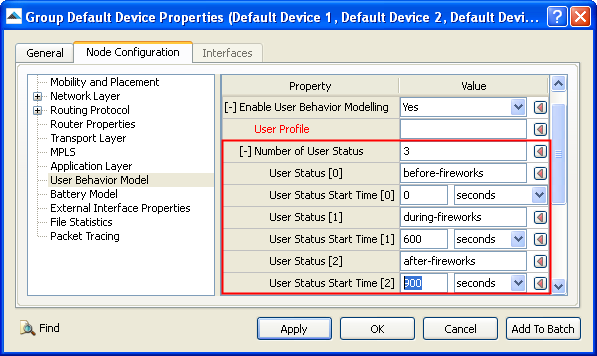 Group Default Device Properties (Default Device 1, Default Device 2, Default Devi...
General Node Configuration Interfaces
Mobility and Placement
Network Layer
Routing Protocol
Router Properties
Transport Layer
MPLS
Application Layer
User Behavior Model
Battery Model
External Interface Properties
File Statistics
Packet Tracing
Property Value
[-] Enable User Behavior Modelling Yes
User Profile
[-] Number of User Status 3
User Status [0] before-fireworks
User Status Start Time [0] 0 seconds
User Status [1] during-fireworks
User Status Start Time [1] 600 seconds
User Status [2] after-fireworks
User Status Start Time [2] 900 seconds
Find Apply OK Cancel Add To Batch